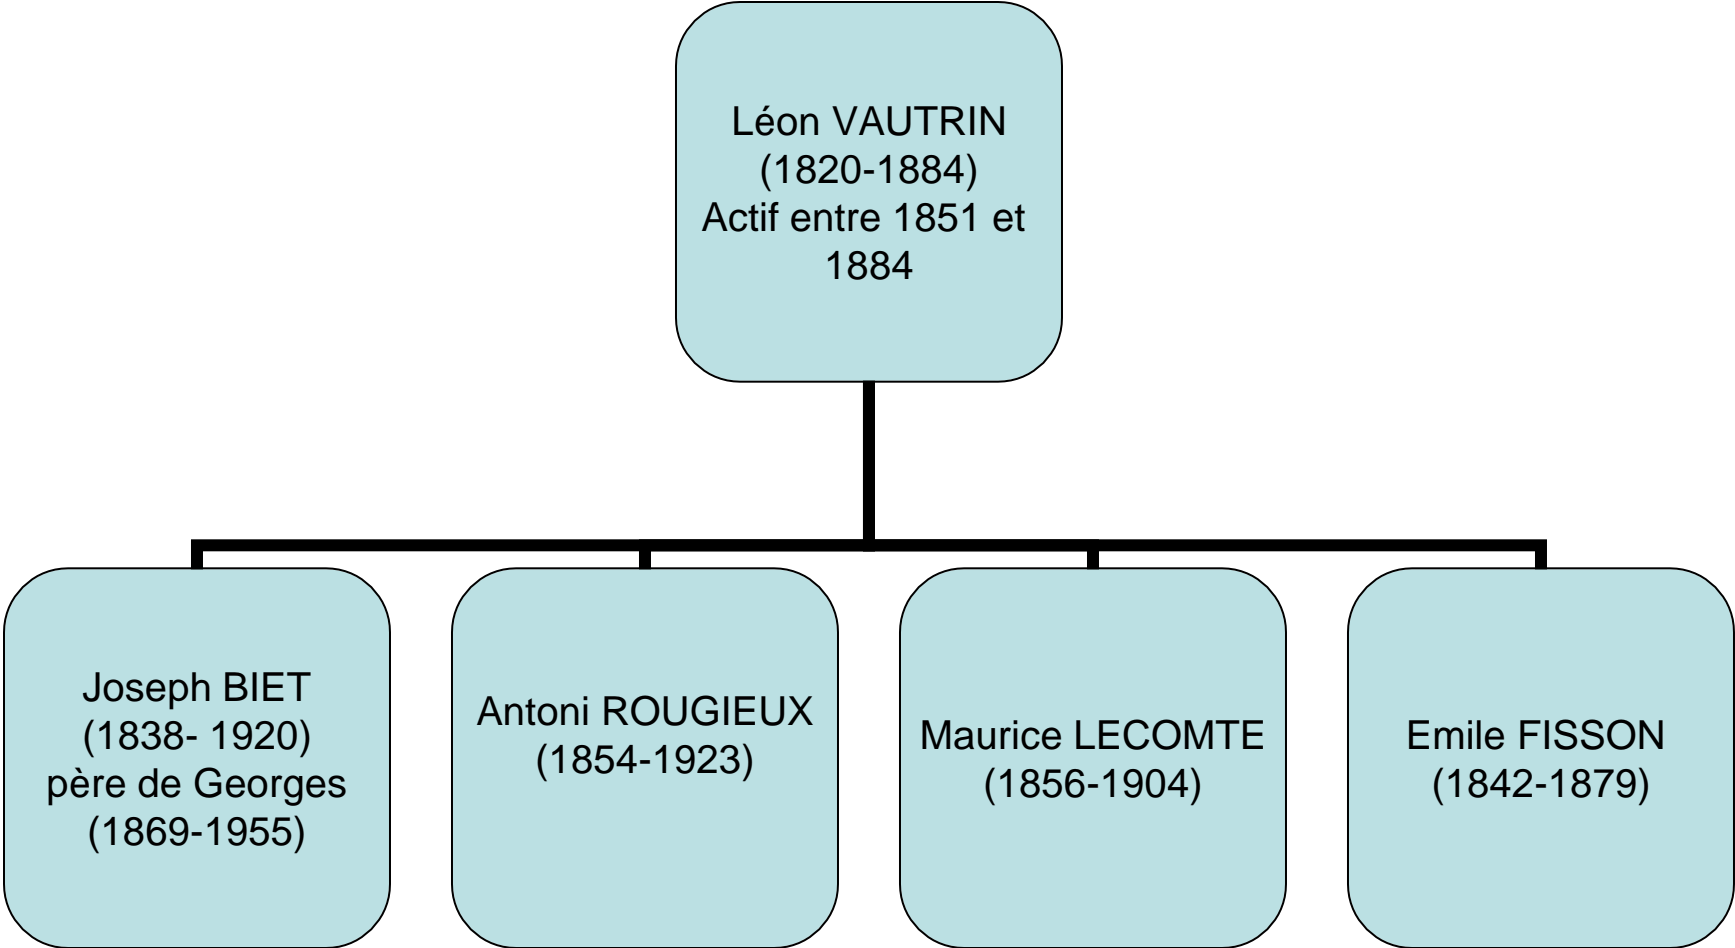 Léon VAUTRIN
(1820-1884)
Actif entre 1851 et
1884
Joseph BIET
(1838- 1920)
père de Georges
(1869-1955)
Antoni ROUGIEUX
(1854-1923)
Maurice LECOMTE
(1856-1904)
Emile FISSON
(1842-1879)